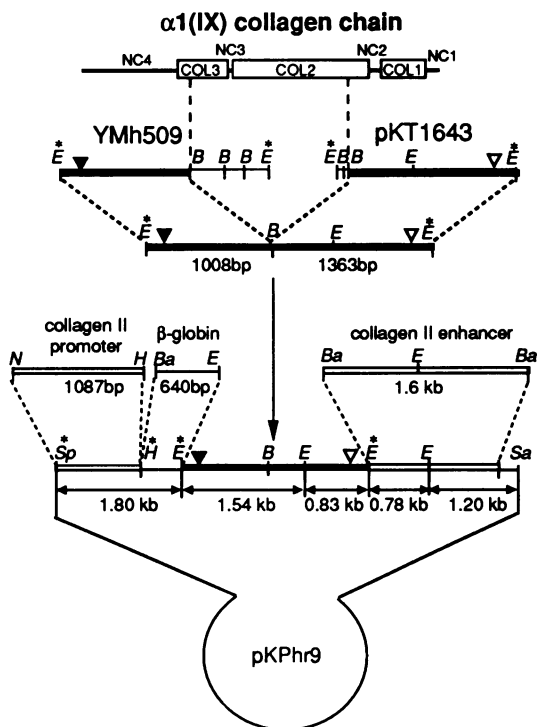 α1(IX) collagen chain
NC4 NC3 NC2 NC1
COL3 COL2 COL1
YMh509 pKT1643
E* B B B E* E* B B E E*
E* B E E*
1008bp 1363bp
collagen II promoter β-globin collagen II enhancer
N H Ba E Ba E Ba
1087bp 640bp 1.6 kb
Sp* H* E* B E E* E Sa
1.80 kb 1.54 kb 0.83 kb 0.78 kb 1.20 kb
pKPhr9